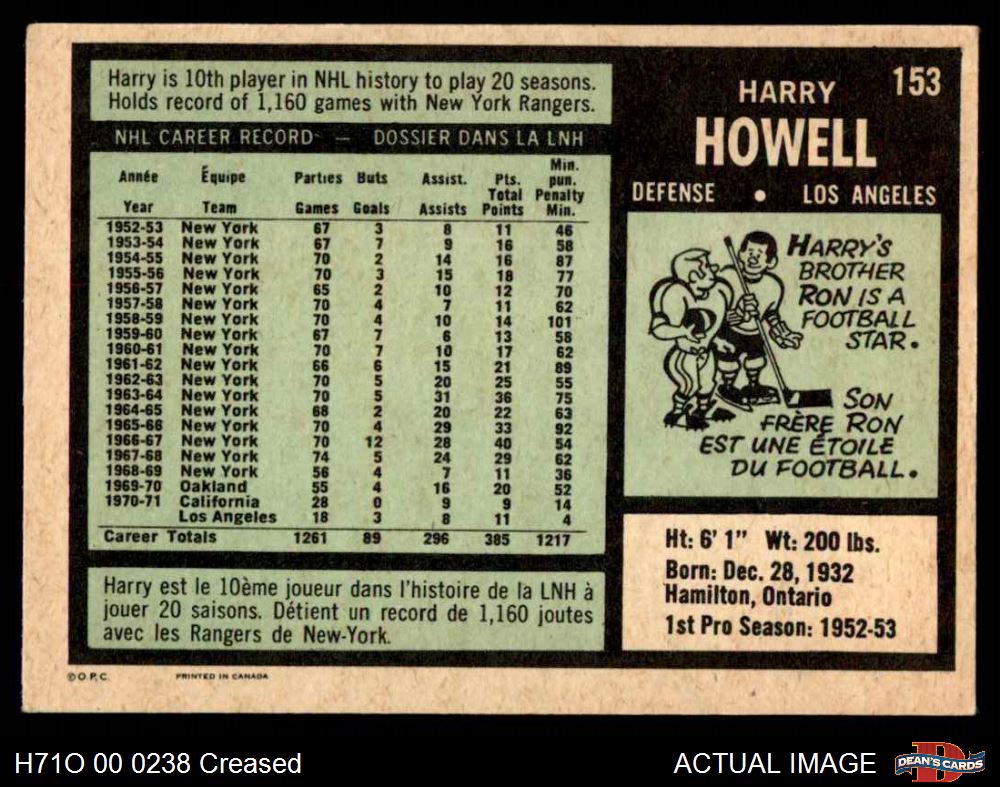 Harry is 10th player in NHL history to play 20 seasons.
Holds record of 1,160 games with New York Rangers.
NHL CAREER RECORD — DOSSIER DANS LA LNH
Année Équipe Parties Buts Assist. Pts. Min. pun.
Year Team Games Goals Assists Total Points Penalty Min.
1952-53 New York 67 3 8 11 46
1953-54 New York 67 7 9 16 58
1954-55 New York 70 2 14 16 87
1955-56 New York 70 3 15 18 77
1956-57 New York 65 2 10 12 70
1957-58 New York 70 4 7 11 62
1958-59 New York 70 4 10 14 101
1959-60 New York 67 7 6 13 58
1960-61 New York 70 7 10 17 62
1961-62 New York 66 6 15 21 89
1962-63 New York 70 5 20 25 55
1963-64 New York 70 5 31 36 75
1964-65 New York 68 2 20 22 63
1965-66 New York 70 4 29 33 92
1966-67 New York 70 12 28 40 54
1967-68 New York 74 5 24 29 62
1968-69 New York 56 4 7 11 36
1969-70 Oakland 55 4 16 20 52
1970-71 California 28 0 9 9 14
Los Angeles 18 3 8 11 4
Career Totals 1261 89 296 385 1217
Harry est le 10ème joueur dans l'histoire de la LNH à
jouer 20 saisons. Détient un record de 1,160 joutes
avec les Rangers de New-York.
153
HARRY
HOWELL
DEFENSE • LOS ANGELES
HARRY'S
BROTHER
RON IS A
FOOTBALL
STAR.
SON
FRÈRE RON
EST UNE ÉTOILE
DU FOOTBALL.
Ht: 6' 1" Wt: 200 lbs.
Born: Dec. 28, 1932
Hamilton, Ontario
1st Pro Season: 1952-53
© O.P.C. PRINTED IN CANADA
H71O 00 0238 Creased
ACTUAL IMAGE
D
DEAN'S CARDS